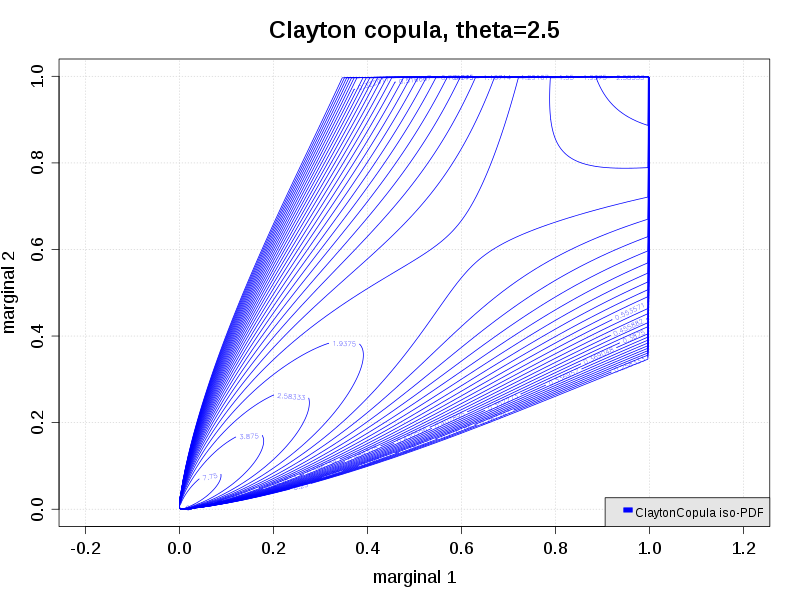 Clayton copula, theta=2.5
marginal 2
1.0
0.8
0.6
0.4
0.2
0.0
1.9375
2.58333
3.875
7.75
0.553571
ClaytonCopula iso-PDF
-0.2 0.0 0.2 0.4 0.6 0.8 1.0 1.2
marginal 1